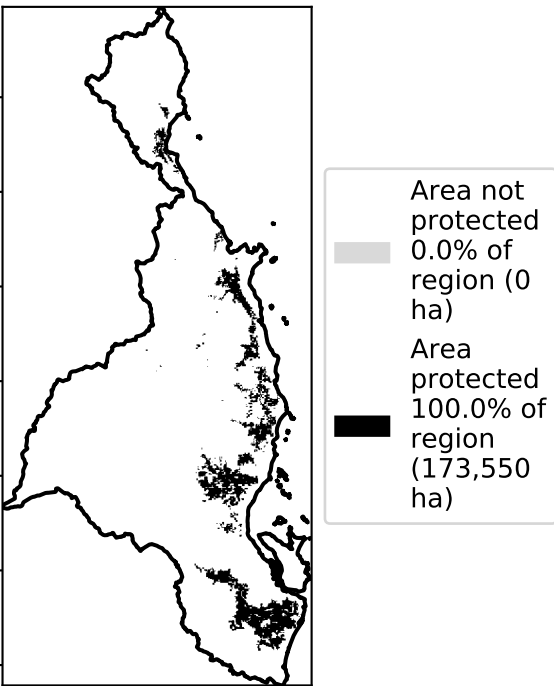 Area not
protected
0.0% of
region (0
ha)
Area
protected
100.0% of
region
(173,550
ha)